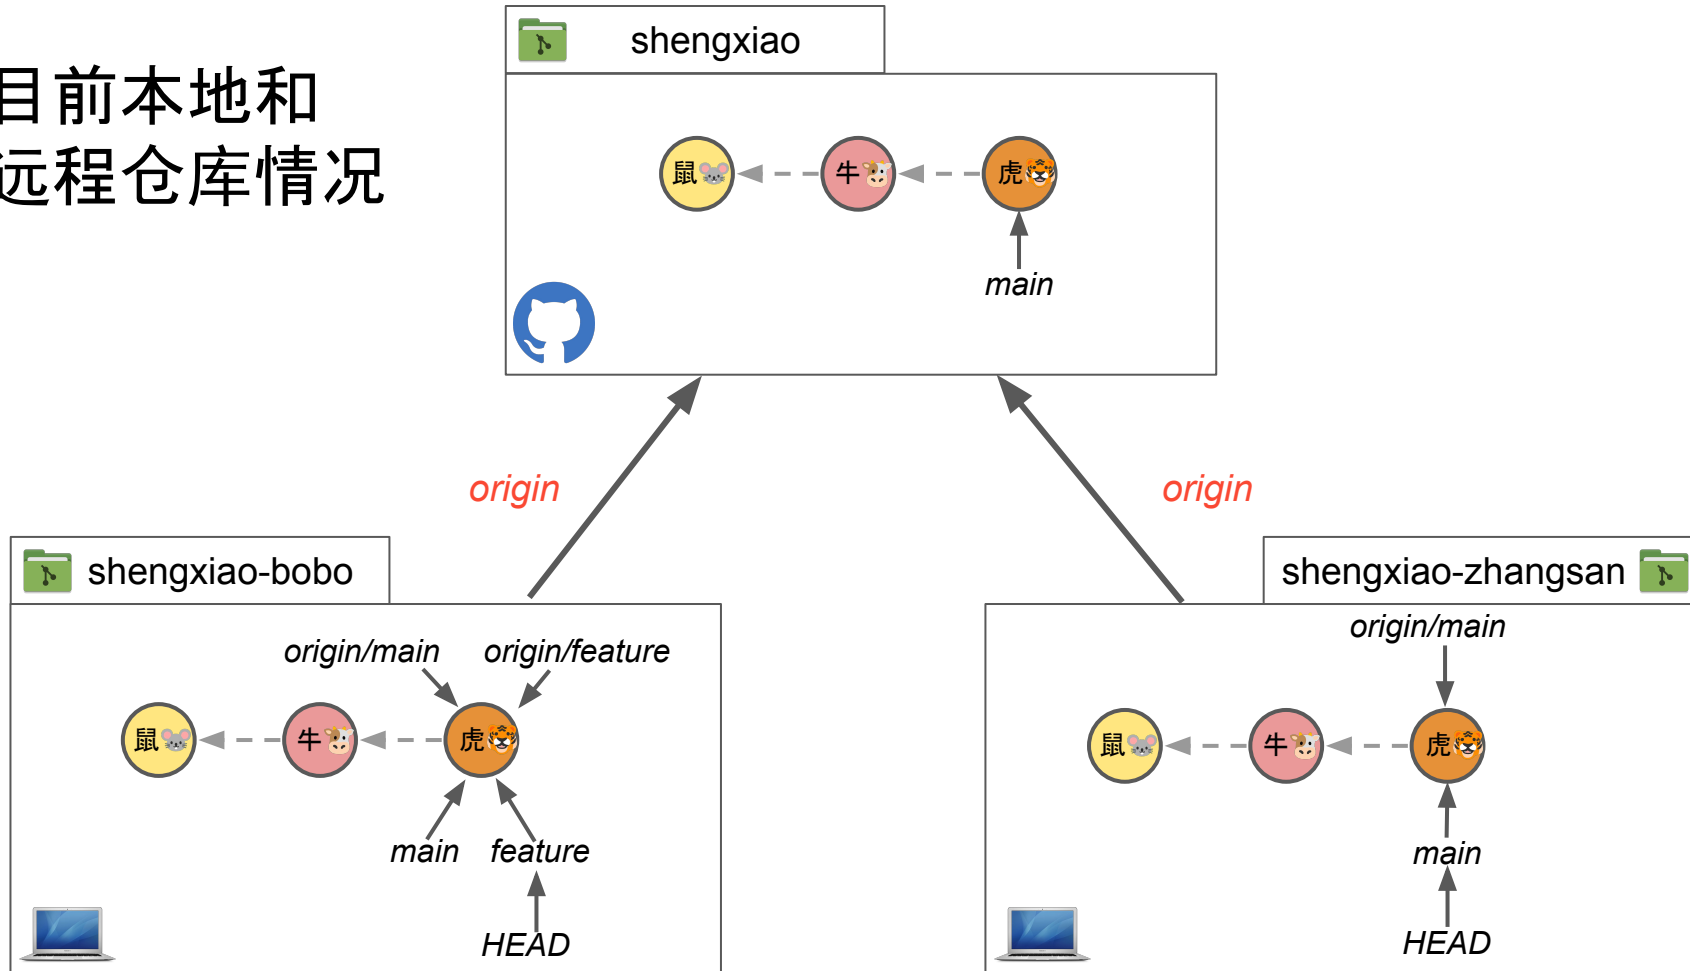 目前本地和
远程仓库情况
shengxiao
鼠 牛 虎
main
origin
origin
shengxiao-bobo
origin/main origin/feature
鼠 牛 虎
main feature
HEAD
shengxiao-zhangsan
origin/main
鼠 牛 虎
main
HEAD